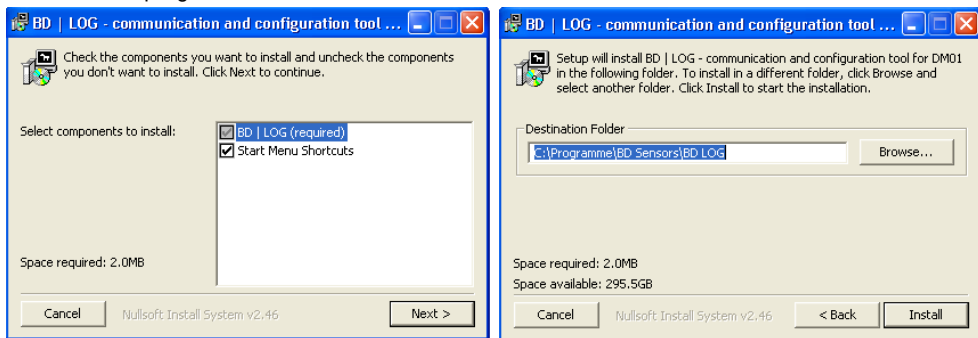 BD | LOG - communication and configuration tool ...
Check the components you want to install and uncheck the components
you don't want to install. Click Next to continue.
Select components to install:
BD | LOG (required)
Start Menu Shortcuts
Space required: 2.0MB
Cancel
Nullsoft Install System v2.46
Next >
BD | LOG - communication and configuration tool ...
Setup will install BD | LOG - communication and configuration tool for DM01
in the following folder. To install in a different folder, click Browse and
select another folder. Click Install to start the installation.
Destination Folder
C:\Programme\BD Sensors\BD LOG
Browse...
Space required: 2.0MB
Space available: 295.5GB
Cancel
Nullsoft Install System v2.46
< Back
Install